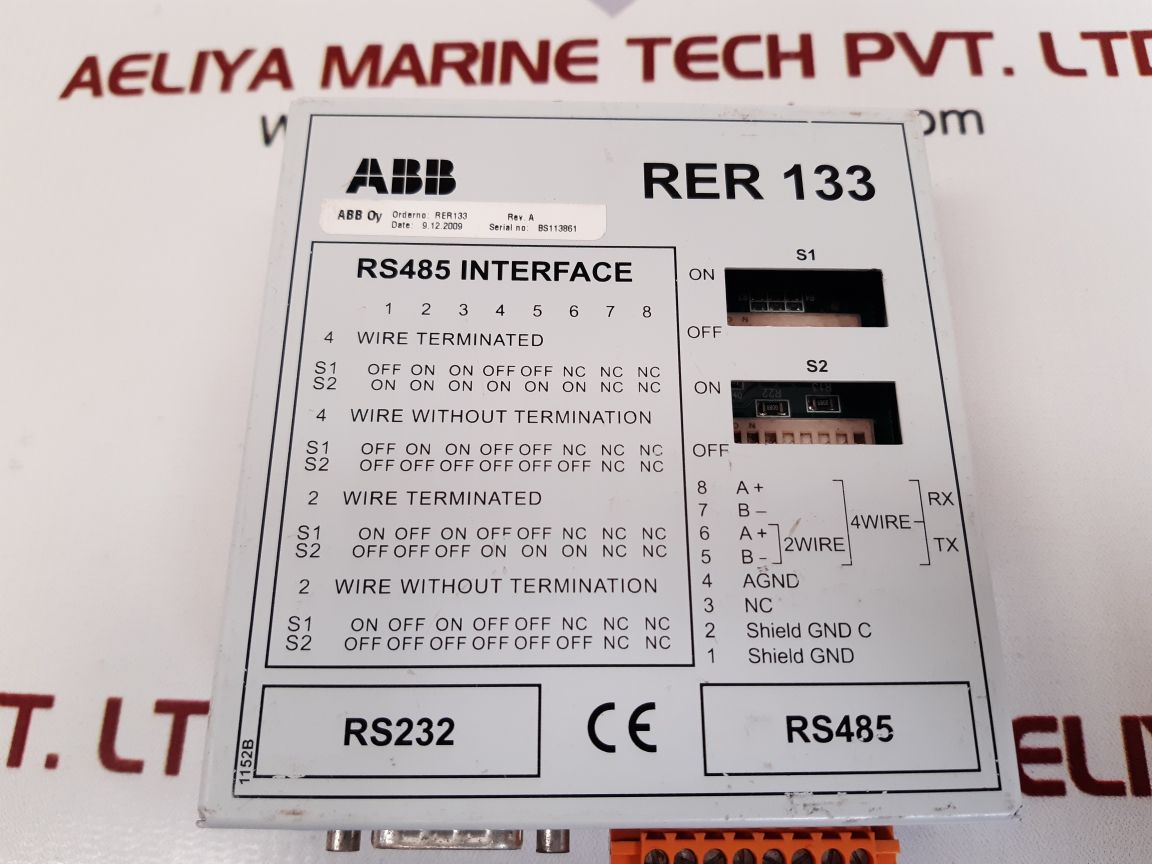 AELIYA MARINE TECH PVT. LTD
ABB RER 133
ABB Oy Orderno: RER133 Rev. A
Date: 9.12.2009 Serial no: BS113861
RS485 INTERFACE
1 2 3 4 5 6 7 8
4 WIRE TERMINATED
S1 OFF ON ON OFF OFF NC NC NC
S2 ON ON ON ON ON ON NC NC
4 WIRE WITHOUT TERMINATION
S1 OFF ON ON OFF OFF NC NC NC
S2 OFF OFF OFF OFF OFF OFF NC NC
2 WIRE TERMINATED
S1 ON OFF ON OFF OFF NC NC NC
S2 OFF OFF OFF ON ON ON NC NC
2 WIRE WITHOUT TERMINATION
S1 ON OFF ON OFF OFF NC NC NC
S2 OFF OFF OFF OFF OFF OFF NC NC
S1
ON
OFF
S2
ON
R22 R13
OFF
8 A +
7 B -
6 A +
5 B -
2WIRE
4WIRE
RX
TX
4 AGND
3 NC
2 Shield GND C
1 Shield GND
RS232
CE
RS485
1152B
T. LT
ELI